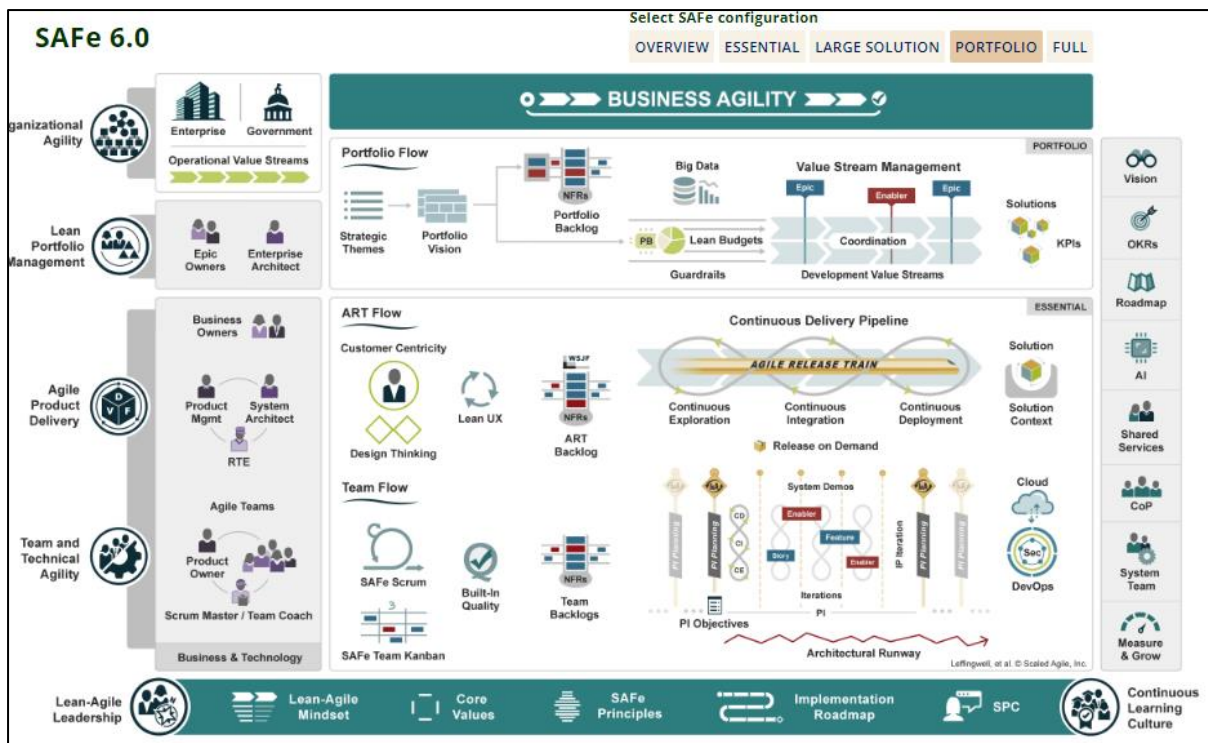 SAFe 6.0
Select SAFe configuration
OVERVIEW
ESSENTIAL
LARGE SOLUTION
PORTFOLIO
FULL
ganizational
Agility
Enterprise
Government
Operational Value Streams
BUSINESS AGILITY
Lean
Portfolio
Management
Epic
Owners
Enterprise
Architect
Portfolio Flow
PORTFOLIO
Strategic
Themes
Portfolio
Vision
NFRs
Portfolio
Backlog
Big Data
PB
Lean Budgets
Guardrails
Value Stream Management
Epic
Enabler
Epic
Coordination
Development Value Streams
Solutions
KPIs
Agile
Product
Delivery
D
V
F
Business
Owners
Product
Mgmt
System
Architect
RTE
Team and
Technical
Agility
Agile Teams
Product
Owner
Scrum Master / Team Coach
Business & Technology
ART Flow
ESSENTIAL
Customer Centricity
Design Thinking
Lean UX
WSJF
NFRs
ART
Backlog
Continuous Delivery Pipeline
AGILE RELEASE TRAIN
Continuous
Exploration
Continuous
Integration
Continuous
Deployment
Release on Demand
Solution
Solution
Context
Team Flow
SAFe Scrum
3
SAFe Team Kanban
Built-In
Quality
NFRs
Team
Backlogs
PI Planning
PI Planning
CD
CI
CE
System Demos
Enabler
Story
Feature
Enabler
IP Iteration
PI Planning
PI Planning
Iterations
PI
PI Objectives
Architectural Runway
Cloud
Sec
DevOps
Leffingwell, et al. © Scaled Agile, Inc.
Vision
OKRs
Roadmap
AI
Shared
Services
CoP
System
Team
Measure
& Grow
Lean-Agile
Leadership
Lean-Agile
Mindset
Core
Values
SAFe
Principles
Implementation
Roadmap
SPC
Continuous
Learning
Culture